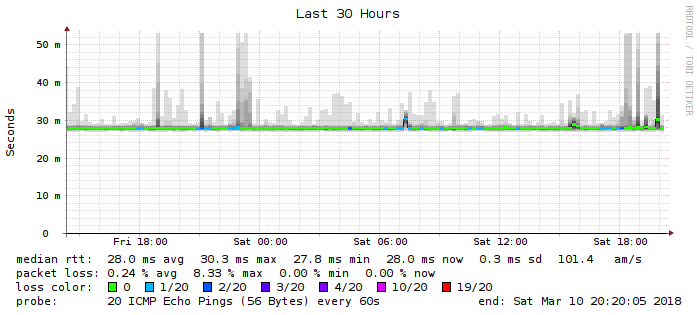 Last 30 Hours
RRDTOOL / TOBI OETIKER
Seconds
50 m
40 m
30 m
20 m
10 m
0
Fri 18:00 Sat 00:00 Sat 06:00 Sat 12:00 Sat 18:00
median rtt: 28.0 ms avg 30.3 ms max 27.8 ms min 28.0 ms now 0.3 ms sd 101.4 am/s
packet loss: 0.24 % avg 8.33 % max 0.00 % min 0.00 % now
loss color: 0 1/20 2/20 3/20 4/20 10/20 19/20
probe: 20 ICMP Echo Pings (56 Bytes) every 60s end: Sat Mar 10 20:20:05 2018